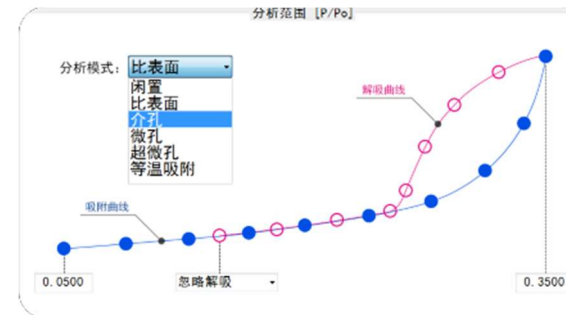 分析范围 [P/Po]
分析模式: 比表面
闲置
比表面
介孔
微孔
超微孔
等温吸附
解吸曲线
吸附曲线
0.0500
忽略解吸
0.3500